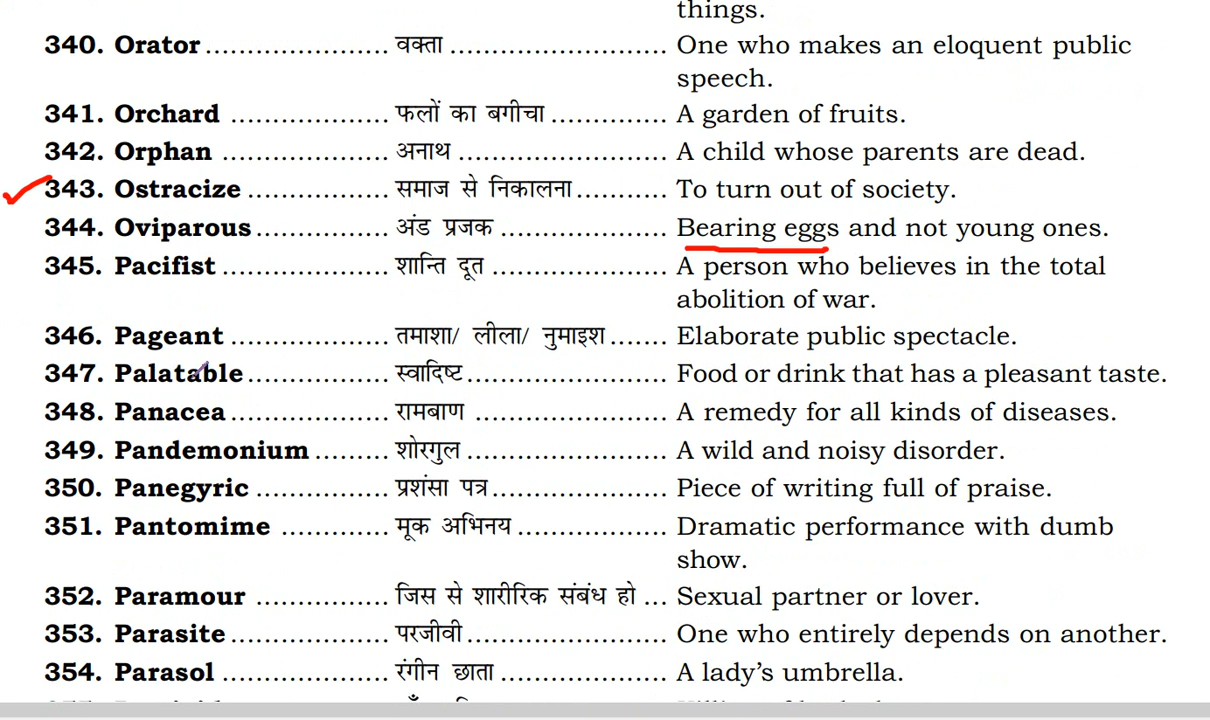 things.
340. Orator .................... वक्ता ........................ One who makes an eloquent public
speech.
341. Orchard ................. फलों का बगीचा ............. A garden of fruits.
342. Orphan .................. अनाथ ....................... A child whose parents are dead.
343. Ostracize ............... समाज से निकालना .......... To turn out of society.
344. Oviparous .............. अंड प्रजक ................... Bearing eggs and not young ones.
345. Pacifist .................. शान्ति दूत .................... A person who believes in the total
abolition of war.
346. Pageant ................. तमाशा/ लीला/ नुमाइश ...... Elaborate public spectacle.
347. Palatable ............... स्वादिष्ट ...................... Food or drink that has a pleasant taste.
348. Panacea ................. रामबाण ..................... A remedy for all kinds of diseases.
349. Pandemonium ........ शोरगुल ...................... A wild and noisy disorder.
350. Panegyric .............. प्रशंसा पत्र ................... Piece of writing full of praise.
351. Pantomime ............ मूक अभिनय ................ Dramatic performance with dumb
show.
352. Paramour .............. जिस से शारीरिक संबंध हो ... Sexual partner or lover.
353. Parasite ................. परजीवी ...................... One who entirely depends on another.
354. Parasol .................. रंगीन छाता ................... A lady's umbrella.